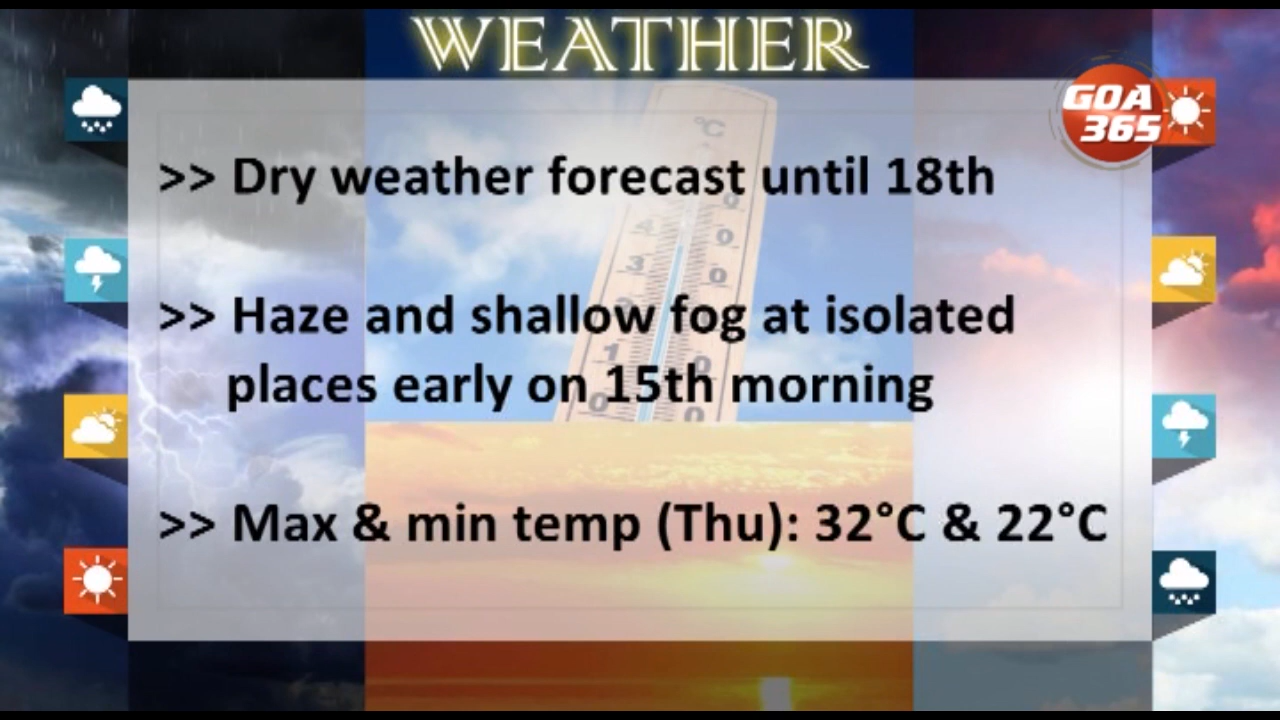 WEATHER
GOA
365
>> Dry weather forecast until 18th
>> Haze and shallow fog at isolated
places early on 15th morning
>> Max & min temp (Thu): 32°C & 22°C